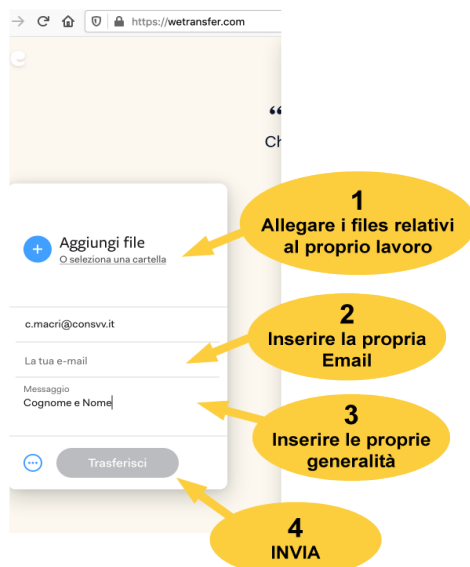 https://wetransfer.com
“
Ch
1
Allegare i files relativi
al proprio lavoro
Aggiungi file
O seleziona una cartella
c.macri@consvv.it
2
Inserire la propria
Email
La tua e-mail
Messaggio
Cognome e Nome
3
Inserire le proprie
generalità
Trasferisci
4
INVIA